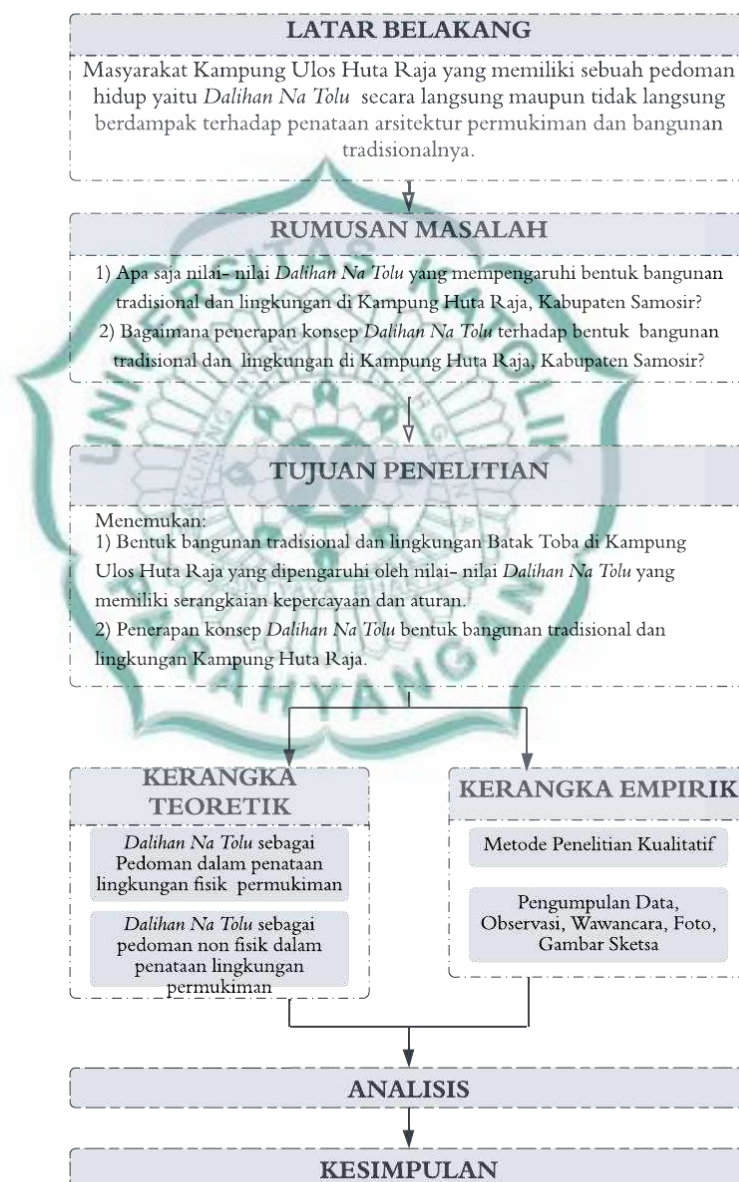 LATAR BELAKANG
Masyarakat Kampung Ulos Huta Raja yang memiliki sebuah pedoman
hidup yaitu Dalihan Na Tolu secara langsung maupun tidak langsung
berdampak terhadap penataan arsitektur permukiman dan bangunan
tradisionalnya.
RUMUSAN MASALAH
1) Apa saja nilai- nilai Dalihan Na Tolu yang mempengaruhi bentuk bangunan
tradisional dan lingkungan di Kampung Huta Raja, Kabupaten Samosir?
2) Bagaimana penerapan konsep Dalihan Na Tolu terhadap bentuk bangunan
tradisional dan lingkungan di Kampung Huta Raja, Kabupaten Samosir?
TUJUAN PENELITIAN
Menemukan:
1) Bentuk bangunan tradisional dan lingkungan Batak Toba di Kampung
Ulos Huta Raja yang dipengaruhi oleh nilai- nilai Dalihan Na Tolu yang
memiliki serangkaian kepercayaan dan aturan.
2) Penerapan konsep Dalihan Na Tolu bentuk bangunan tradisional dan
lingkungan Kampung Huta Raja.
KERANGKA
TEORETIK
Dalihan Na Tolu sebagai
Pedoman dalam penataan
lingkungan fisik permukiman
Dalihan Na Tolu sebagai
pedoman non fisik dalam
penataan lingkungan
permukiman
KERANGKA EMPIRIK
Metode Penelitian Kualitatif
Pengumpulan Data,
Observasi, Wawancara, Foto,
Gambar Sketsa
ANALISIS
KESIMPULAN
UNIVERSITAS KATOLIK
PARAHYANGAN